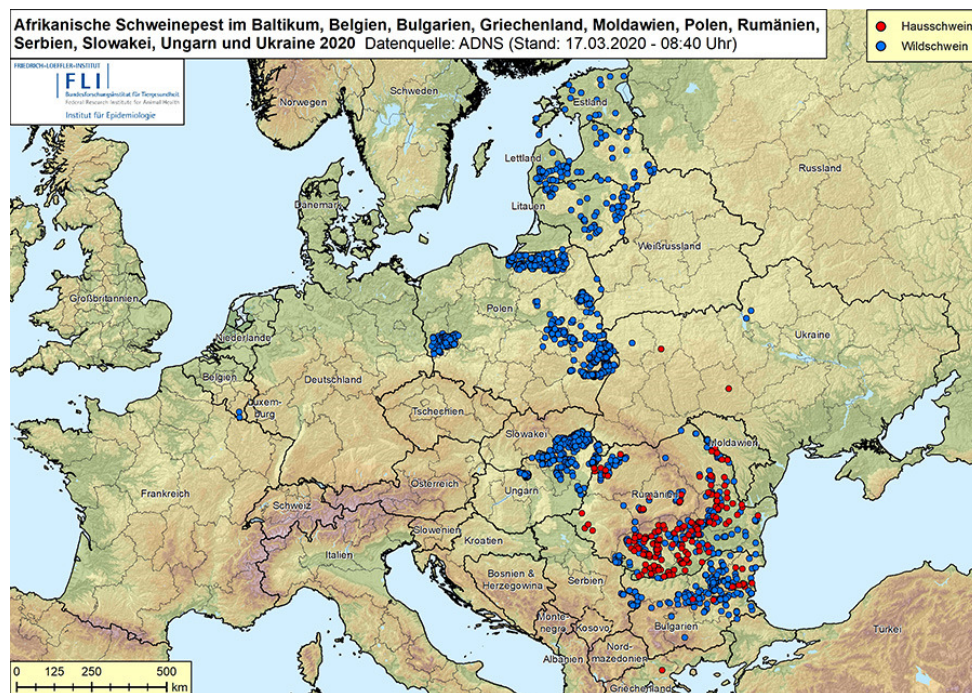 Afrikanische Schweinepest im Baltikum, Belgien, Bulgarien, Griechenland, Moldawien, Polen, Rumänien,
Serbien, Slowakei, Ungarn und Ukraine 2020 Datenquelle: ADNS (Stand: 17.03.2020 - 08:40 Uhr)
Hausschwein
Wildschwein
FRIEDRICH-LOEFFLER-INSTITUT
FLI
Bundesforschungsinstitut für Tiergesundheit
Federal Research Institute for Animal Health
Institut für Epidemiologie
Norwegen
Schweden
Estland
Lettland
Russland
Litauen
Dänemark
Weißrussland
Großbritannien
Polen
Niederlande
Ukraine
Belgien
Deutschland
Luxem-
burg
Tschechien
Slowakei
Moldawien
Frankreich
Österreich
Ungarn
Rumänien
Schweiz
Slowenien
Kroatien
Italien
Bosnien &
Herzegowina
Serbien
Monte-
negro
Kosovo
Bulgarien
Nord-
mazedonien
Albanien
Türkei
Griechenland
0 125 250 500
km